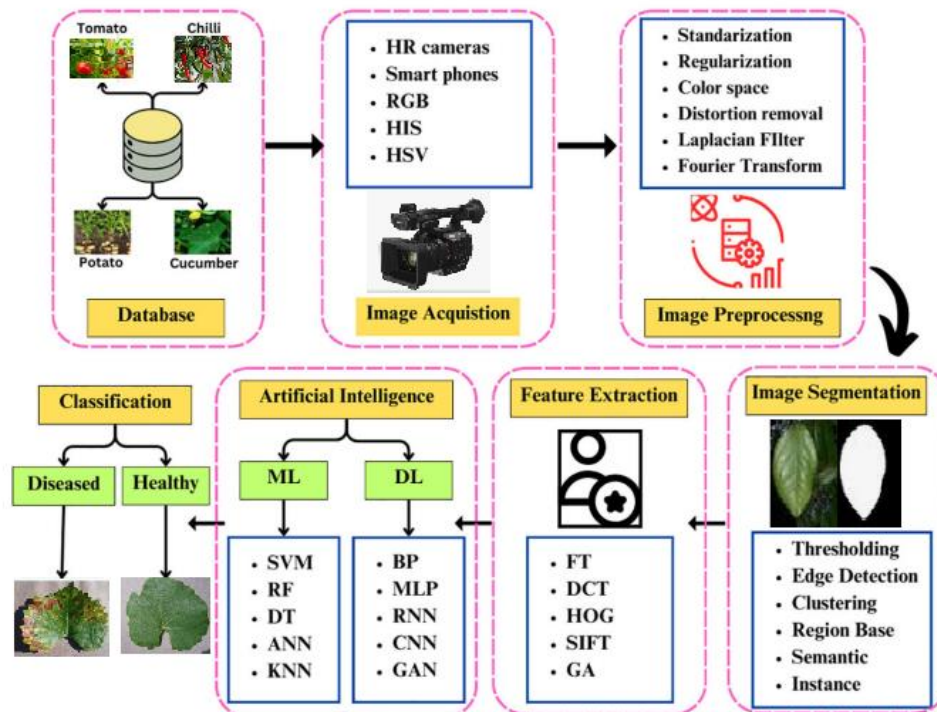 Tomato
Chilli
Potato
Cucumber
Database
• HR cameras
• Smart phones
• RGB
• HIS
• HSV
Image Acquistion
• Standarization
• Regularization
• Color space
• Distortion removal
• Laplacian FIlter
• Fourier Transform
Image Preprocessng
Image Segmentation
• Thresholding
• Edge Detection
• Clustering
• Region Base
• Semantic
• Instance
Feature Extraction
• FT
• DCT
• HOG
• SIFT
• GA
Artificial Intelligence
ML
• SVM
• RF
• DT
• ANN
• KNN
DL
• BP
• MLP
• RNN
• CNN
• GAN
Classification
Diseased
Healthy